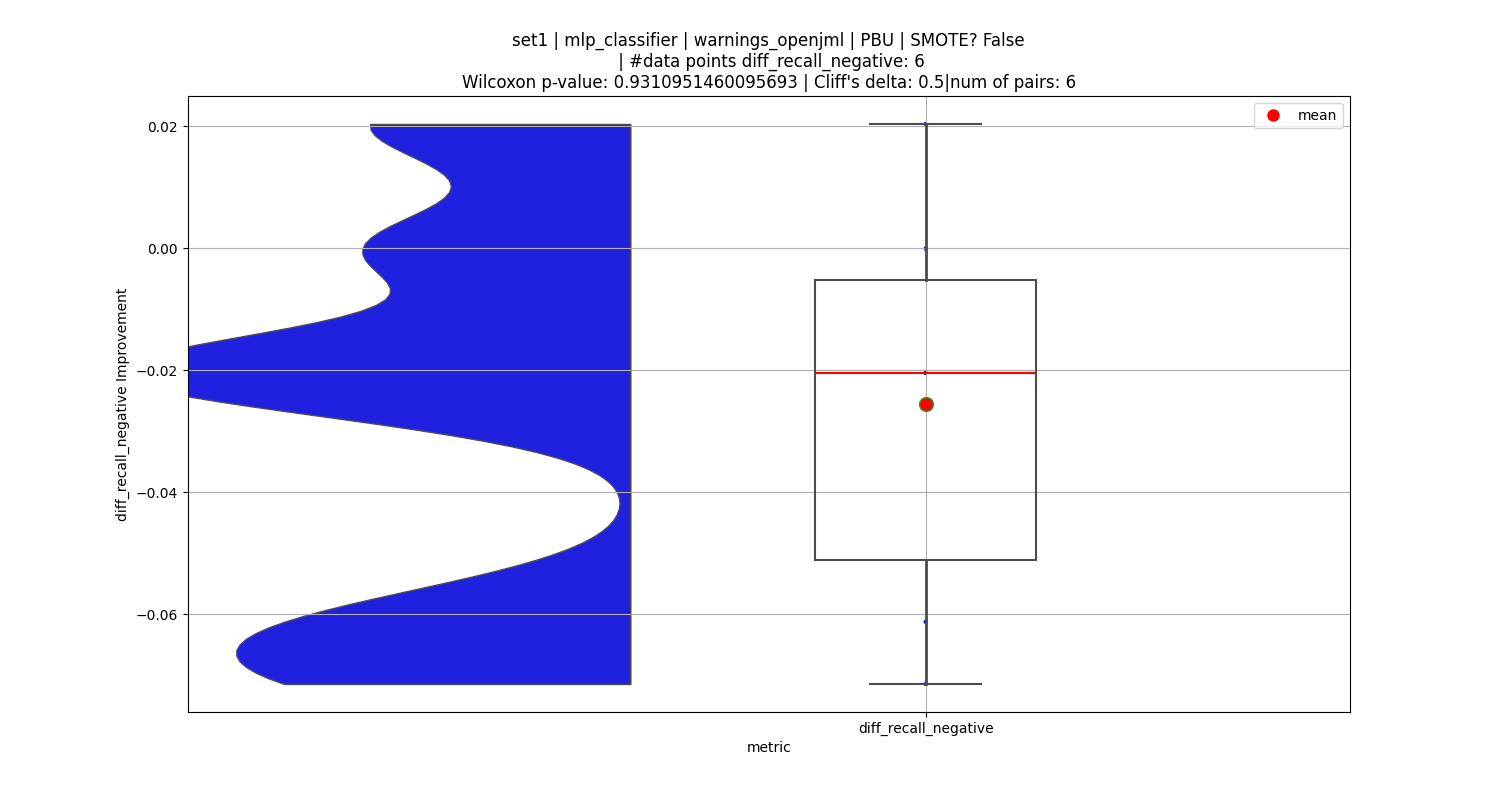 set1 | mlp_classifier | warnings_openjml | PBU | SMOTE? False
| #data points diff_recall_negative: 6
Wilcoxon p-value: 0.9310951460095693 | Cliff's delta: 0.5|num of pairs: 6
mean
0.02
0.00
−0.02
−0.04
−0.06
diff_recall_negative Improvement
diff_recall_negative
metric